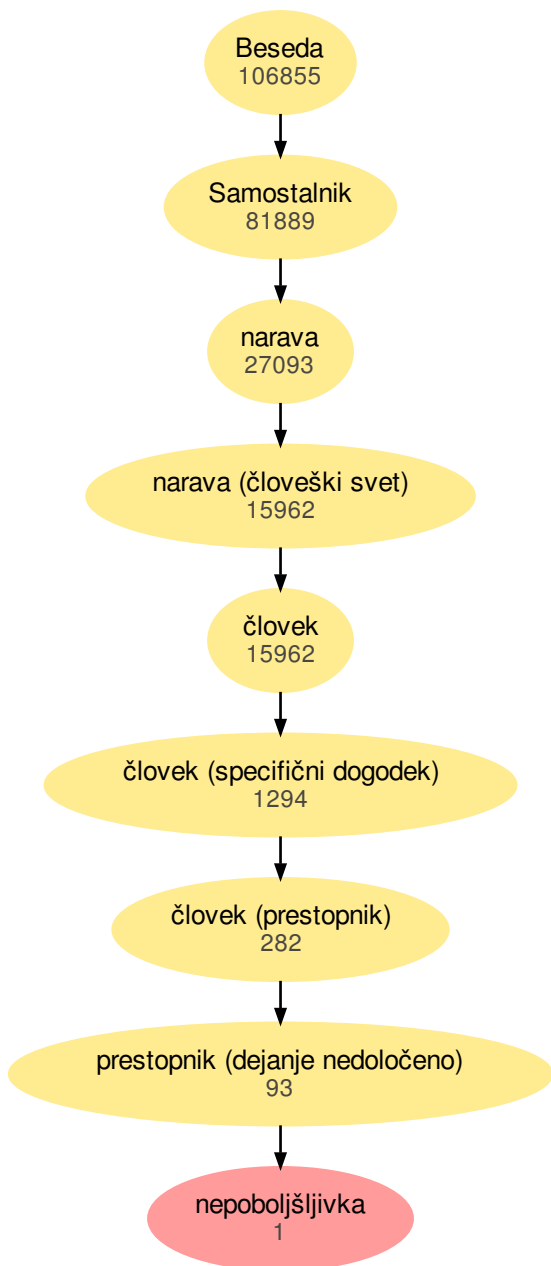 Beseda
106855
Samostalnik
81889
narava
27093
narava (človeški svet)
15962
človek
15962
človek (specifični dogodek)
1294
človek (prestopnik)
282
prestopnik (dejanje nedoločeno)
93
nepoboljšljivka
1